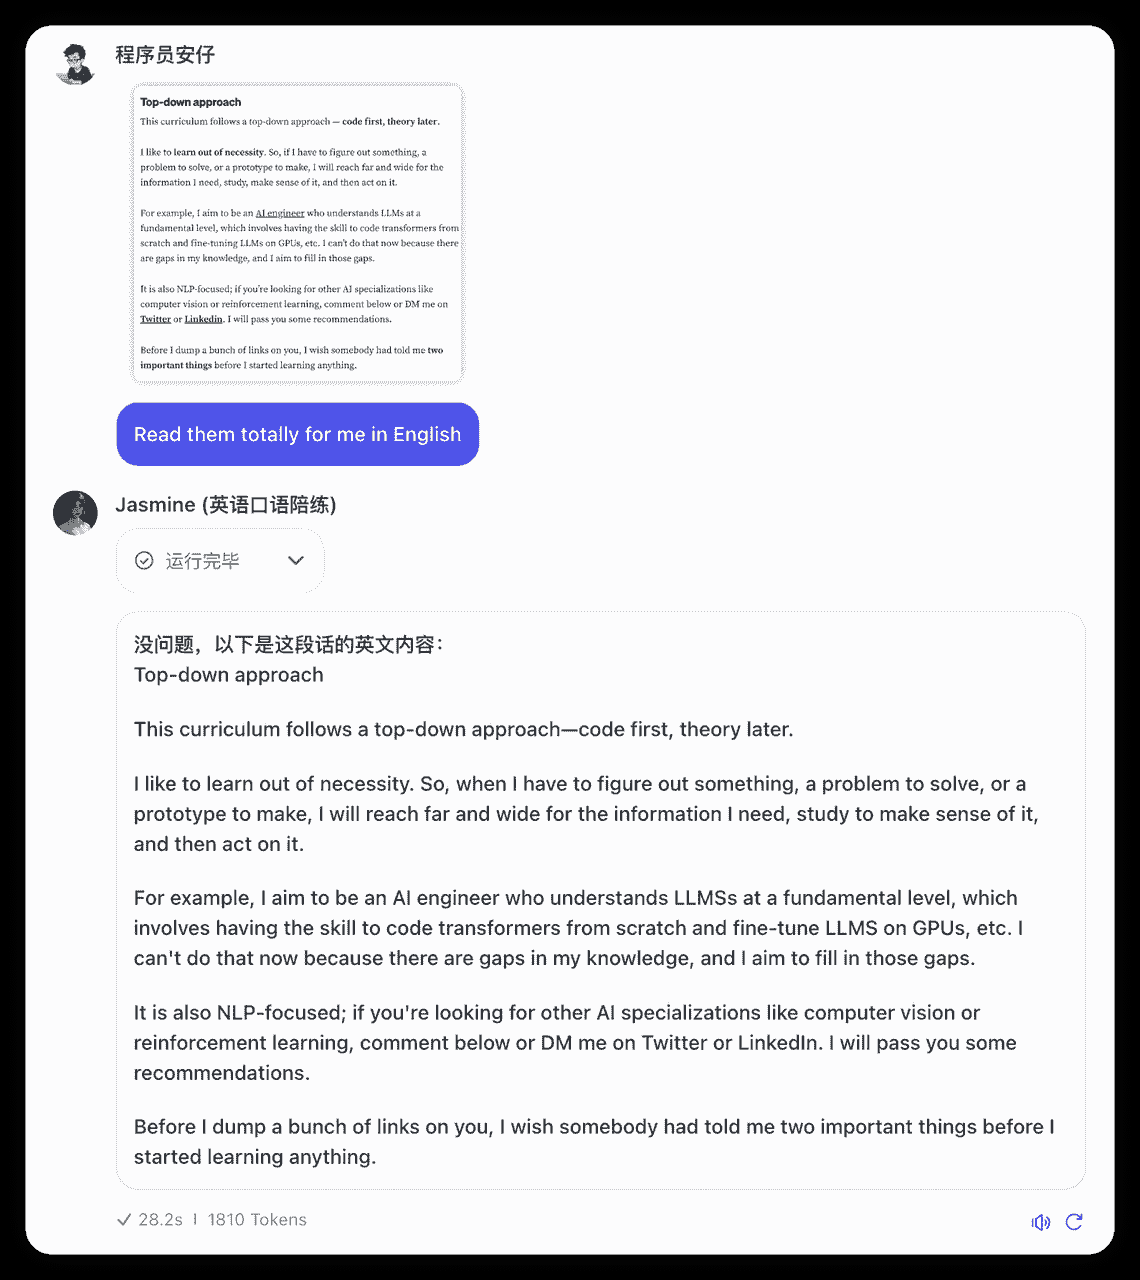 程序员安仔
Top-down approach
This curriculum follows a top-down approach — code first, theory later.
I like to learn out of necessity. So, if I have to figure out something, a
problem to solve, or a prototype to make, I will reach far and wide for the
information I need, study, make sense of it, and then act on it.
For example, I aim to be an AI engineer who understands LLMs at a
fundamental level, which involves having the skill to code transformers from
scratch and fine-tuning LLMs on GPUs, etc. I can't do that now because there
are gaps in my knowledge, and I aim to fill in those gaps.
It is also NLP-focused; if you're looking for other AI specializations like
computer vision or reinforcement learning, comment below or DM me on
Twitter or Linkedin. I will pass you some recommendations.
Before I dump a bunch of links on you, I wish somebody had told me two
important things before I started learning anything.
Read them totally for me in English
Jasmine (英语口语陪练)
运行完毕
没问题，以下是这段话的英文内容：
Top-down approach
This curriculum follows a top-down approach—code first, theory later.
I like to learn out of necessity. So, when I have to figure out something, a problem to solve, or a
prototype to make, I will reach far and wide for the information I need, study to make sense of it,
and then act on it.
For example, I aim to be an AI engineer who understands LLMSs at a fundamental level, which
involves having the skill to code transformers from scratch and fine-tune LLMS on GPUs, etc. I
can't do that now because there are gaps in my knowledge, and I aim to fill in those gaps.
It is also NLP-focused; if you're looking for other AI specializations like computer vision or
reinforcement learning, comment below or DM me on Twitter or LinkedIn. I will pass you some
recommendations.
Before I dump a bunch of links on you, I wish somebody had told me two important things before I
started learning anything.
28.2s | 1810 Tokens